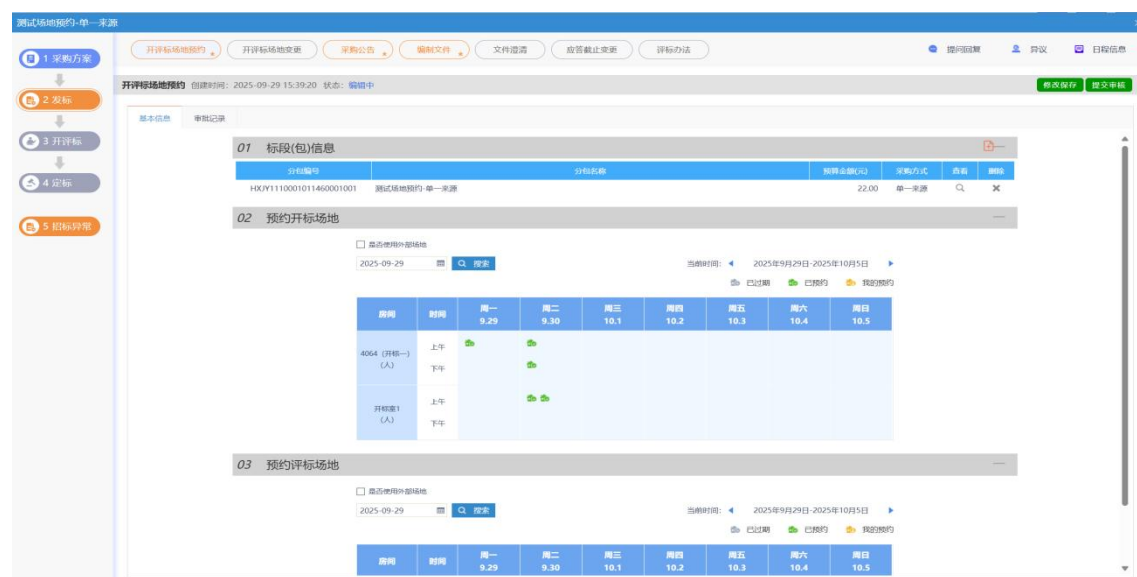 测试场地预约-单一来源
1 采购方案
2 发标
3 开评标
4 定标
5 招标异常
开评标场地预约 开评标场地变更 采购公告 编制文件 文件澄清 应答截止变更 评标办法 提问回复 异议 日程信息
开评标场地预约 创建时间：2025-09-29 15:39:20 状态：编辑中 修改保存 提交审核
基本信息 审批记录
01 标段(包)信息
分包编号 分包名称 预算金额(元) 采购方式 查看 删除
HXJY1110001011460001001 测试场地预约-单一来源 22.00 单一来源
02 预约开标场地
是否使用外部场地
2025-09-29 搜索 当前时间： 2025年9月29日-2025年10月5日
已过期 已预约 我的预约
房间 时间 周一 9.29 周二 9.30 周三 10.1 周四 10.2 周五 10.3 周六 10.4 周日 10.5
4064（开标一）
（人）
上午
下午
开标室1
（人）
上午
下午
03 预约评标场地
是否使用外部场地
2025-09-29 搜索 当前时间： 2025年9月29日-2025年10月5日
已过期 已预约 我的预约
房间 时间 周一 9.29 周二 9.30 周三 10.1 周四 10.2 周五 10.3 周六 10.4 周日 10.5